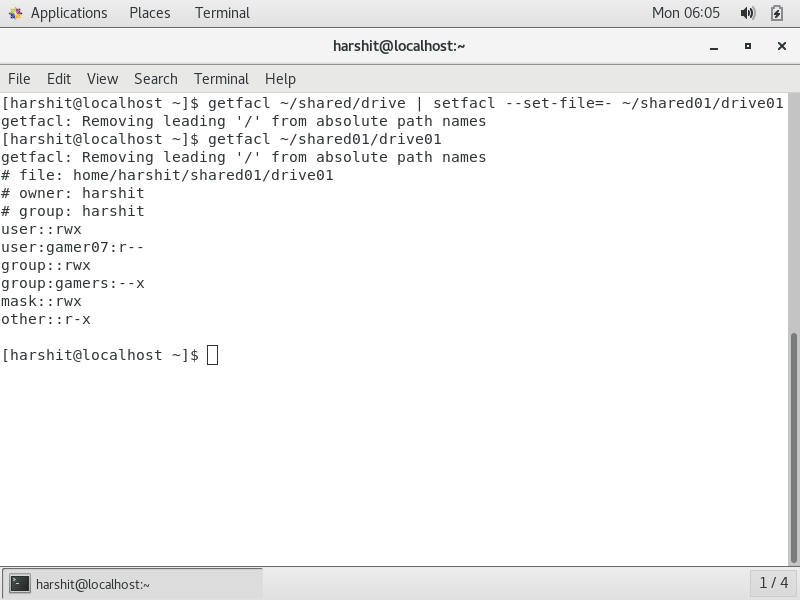 Applications Places Terminal Mon 06:05
harshit@localhost:~
File Edit View Search Terminal Help
[harshit@localhost ~]$ getfacl ~/shared/drive | setfacl --set-file=- ~/shared01/drive01
getfacl: Removing leading '/' from absolute path names
[harshit@localhost ~]$ getfacl ~/shared01/drive01
getfacl: Removing leading '/' from absolute path names
# file: home/harshit/shared01/drive01
# owner: harshit
# group: harshit
user::rwx
user:gamer07:r--
group::rwx
group:gamers:--x
mask::rwx
other::r-x
[harshit@localhost ~]$
harshit@localhost:~ 1 / 4